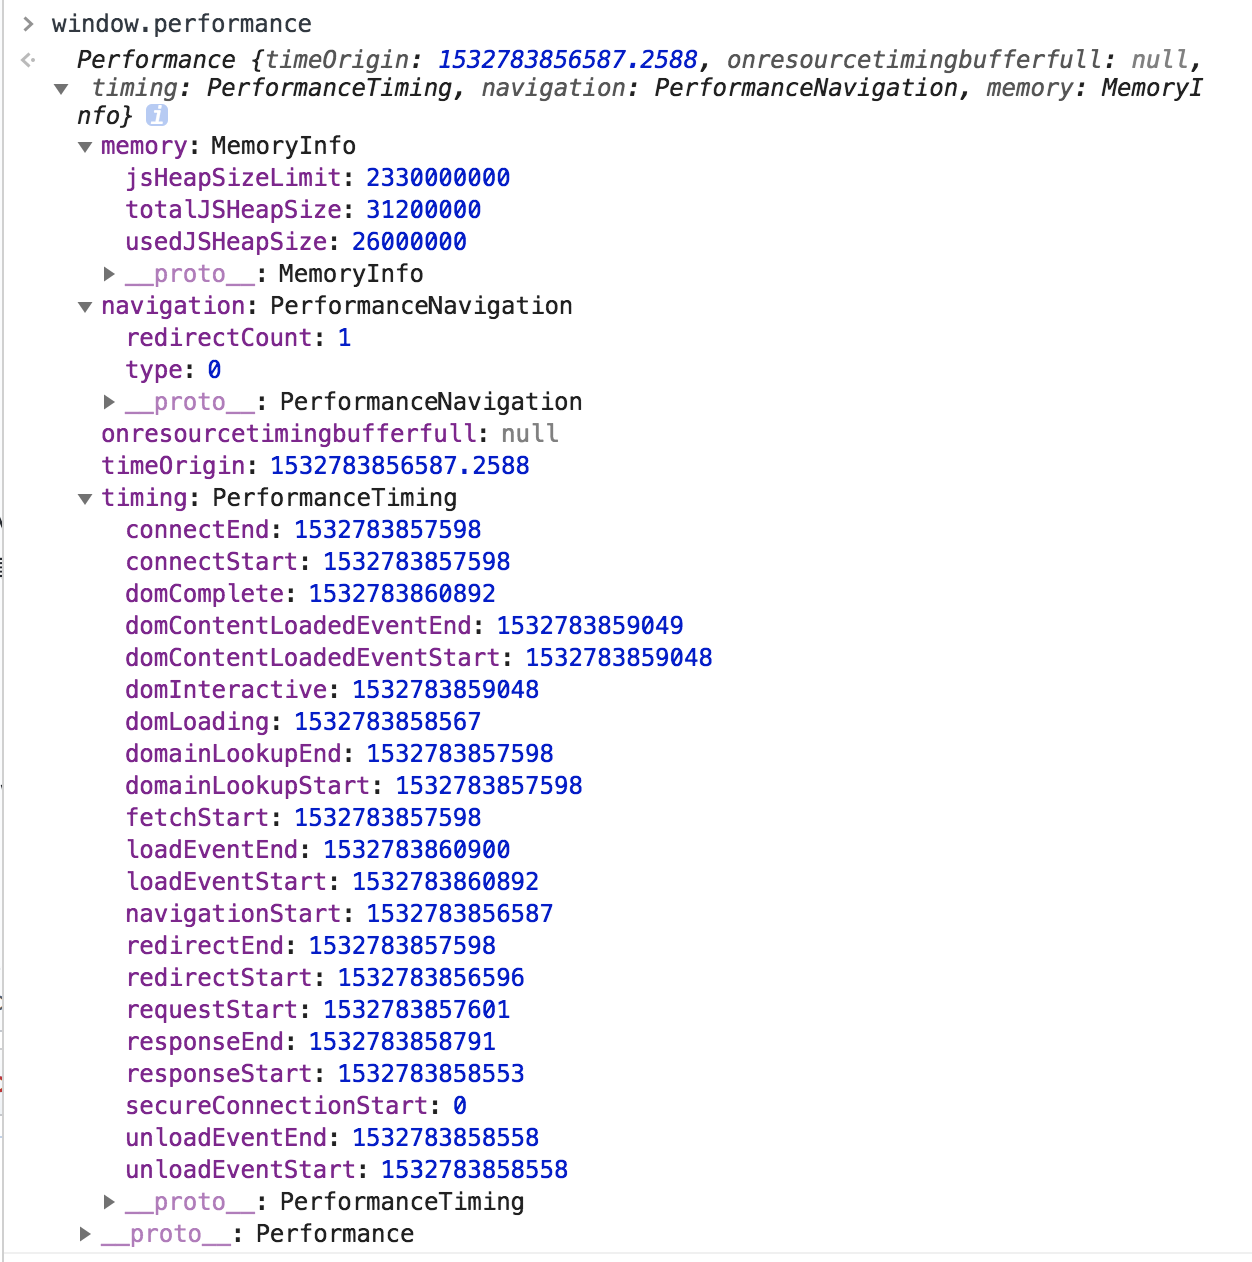 > window.performance
Performance {timeOrigin: 1532783856587.2588, onresourcetimingbufferfull: null,
timing: PerformanceTiming, navigation: PerformanceNavigation, memory: MemoryI
nfo} i
memory: MemoryInfo
jsHeapSizeLimit: 2330000000
totalJSHeapSize: 31200000
usedJSHeapSize: 26000000
__proto__: MemoryInfo
navigation: PerformanceNavigation
redirectCount: 1
type: 0
__proto__: PerformanceNavigation
onresourcetimingbufferfull: null
timeOrigin: 1532783856587.2588
timing: PerformanceTiming
connectEnd: 1532783857598
connectStart: 1532783857598
domComplete: 1532783860892
domContentLoadedEventEnd: 1532783859049
domContentLoadedEventStart: 1532783859048
domInteractive: 1532783859048
domLoading: 1532783858567
domainLookupEnd: 1532783857598
domainLookupStart: 1532783857598
fetchStart: 1532783857598
loadEventEnd: 1532783860900
loadEventStart: 1532783860892
navigationStart: 1532783856587
redirectEnd: 1532783857598
redirectStart: 1532783856596
requestStart: 1532783857601
responseEnd: 1532783858791
responseStart: 1532783858553
secureConnectionStart: 0
unloadEventEnd: 1532783858558
unloadEventStart: 1532783858558
__proto__: PerformanceTiming
__proto__: Performance